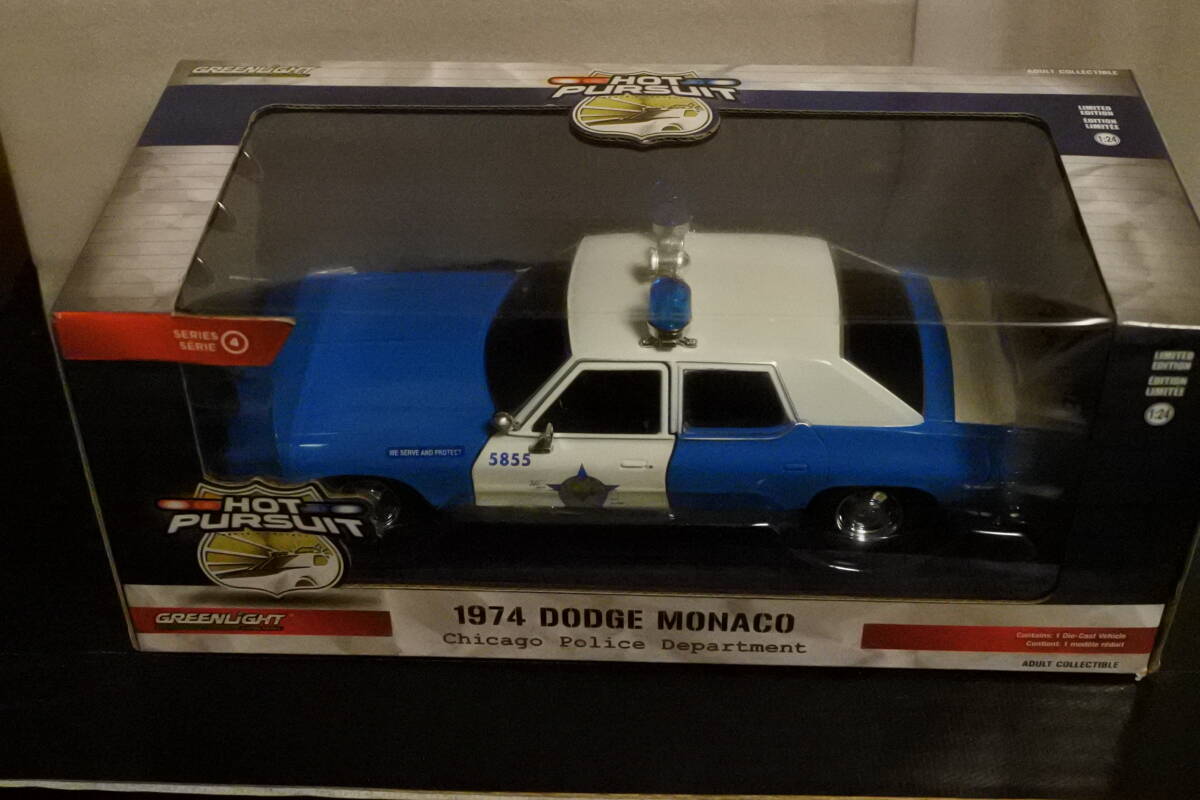 GREENLiGHT
HOT
PURSUIT
ADULT COLLECTIBLE
LIMITED
EDITION
ÉDITION
LIMITÉE
1:24
SERIES
SÉRIE
4
LIMITED
EDITION
ÉDITION
LIMITÉE
1:24
WE SERVE AND PROTECT
5855
HOT
PURSUIT
GREENLiGHT
1974 DODGE MONACO
Chicago Police Department
Contains: 1 Die-Cast Vehicle
Contient: 1 modèle réduit
ADULT COLLECTIBLE